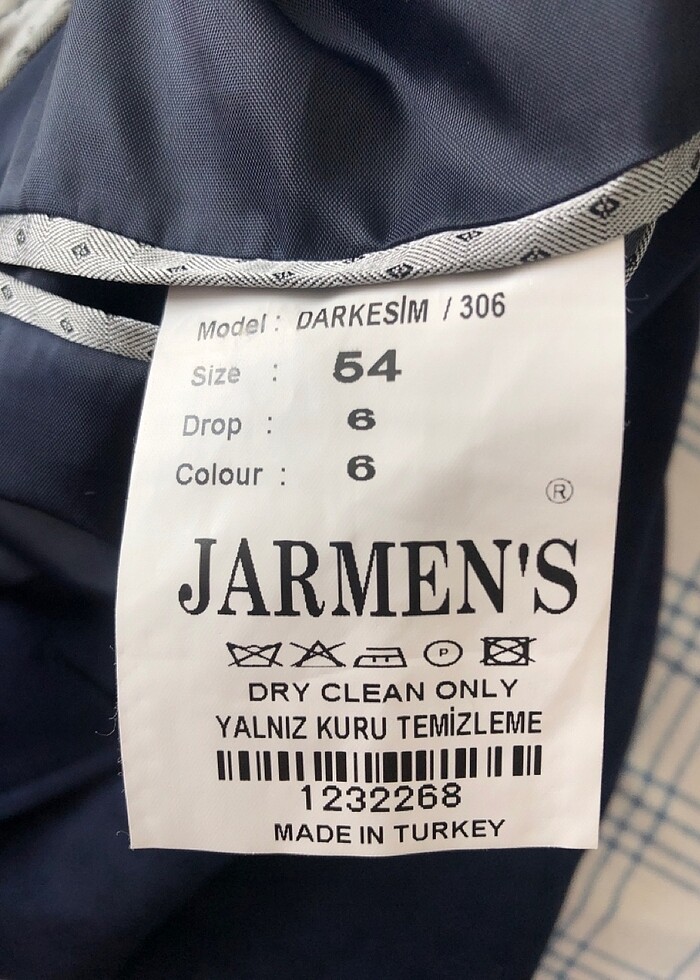 Model : DARKESİM / 306
Size : 54
Drop : 6
Colour : 6
®
JARMEN'S
P
DRY CLEAN ONLY
YALNIZ KURU TEMİZLEME
1232268
MADE IN TURKEY